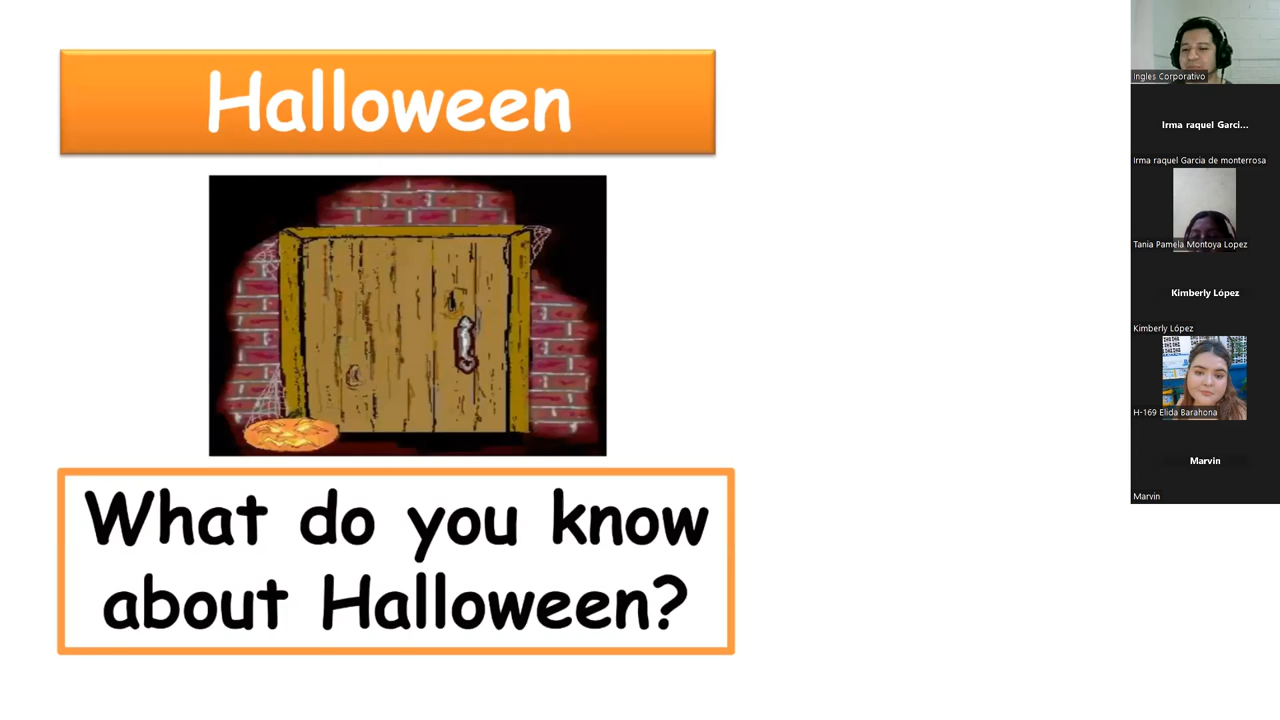 Halloween
What do you know
about Halloween?
Ingles Corporativo
Irma raquel Garci...
Irma raquel Garcia de monterrosa
Tania Pamela Montoya Lopez
Kimberly López
Kimberly López
H-169 Elida Barahona
Marvin
Marvin